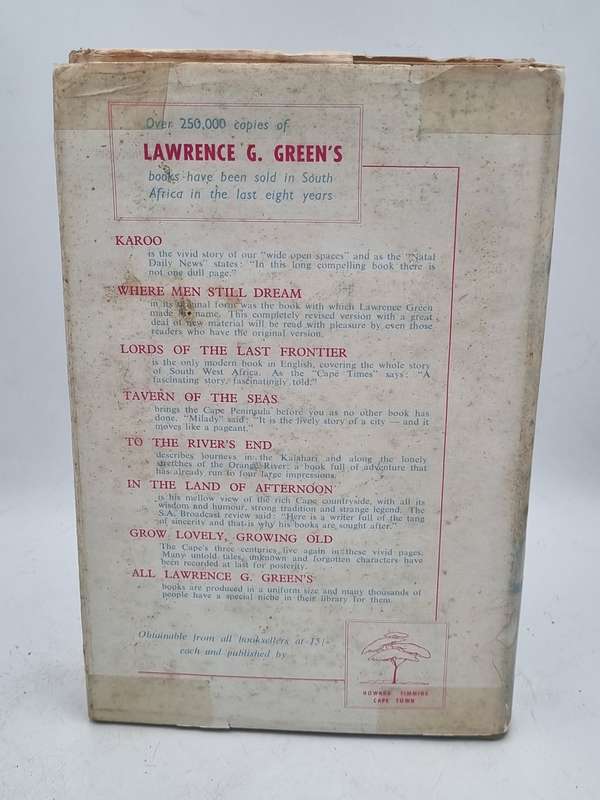 Over 250,000 copies of
LAWRENCE G. GREEN'S
books have been sold in South
Africa in the last eight years
KAROO
is the vivid story of our "wide open spaces" and as the "Natal
Daily News" states: "In this long compelling book there is
not one dull page."
WHERE MEN STILL DREAM
in its original form was the book with which Lawrence Green
made his name. This completely revised version with a great
deal of new material will be read with pleasure by even those
readers who have the original version.
LORDS OF THE LAST FRONTIER
is the only modern book in English, covering the whole story
of South West Africa. As the "Cape Times" says: "A
fascinating story, fascinatingly told."
TAVERN OF THE SEAS
brings the Cape Peninsula before you as no other book has
done. "Milady" said: "It is the lively story of a city — and it
moves like a pageant."
TO THE RIVER'S END
describes journeys in the Kalahari and along the lonely
stretches of the Orange River: a book full of adventure that
has already run to four large impressions.
IN THE LAND OF AFTERNOON
is his mellow view of the rich Cape countryside, with all its
wisdom and humour, strong tradition and strange legend. The
S.A. Broadcast review said: "Here is a writer full of the tang
of sincerity and that is why his books are sought after."
GROW LOVELY, GROWING OLD
The Cape's three centuries live again in these vivid pages.
Many untold tales, unknown and forgotten characters have
been recorded at last for posterity.
ALL LAWRENCE G. GREEN'S
books are produced in a uniform size and many thousands of
people have a special niche in their library for them.
Obtainable from all booksellers at 15/-
each and published by
HOWARD TIMMINS
CAPE TOWN